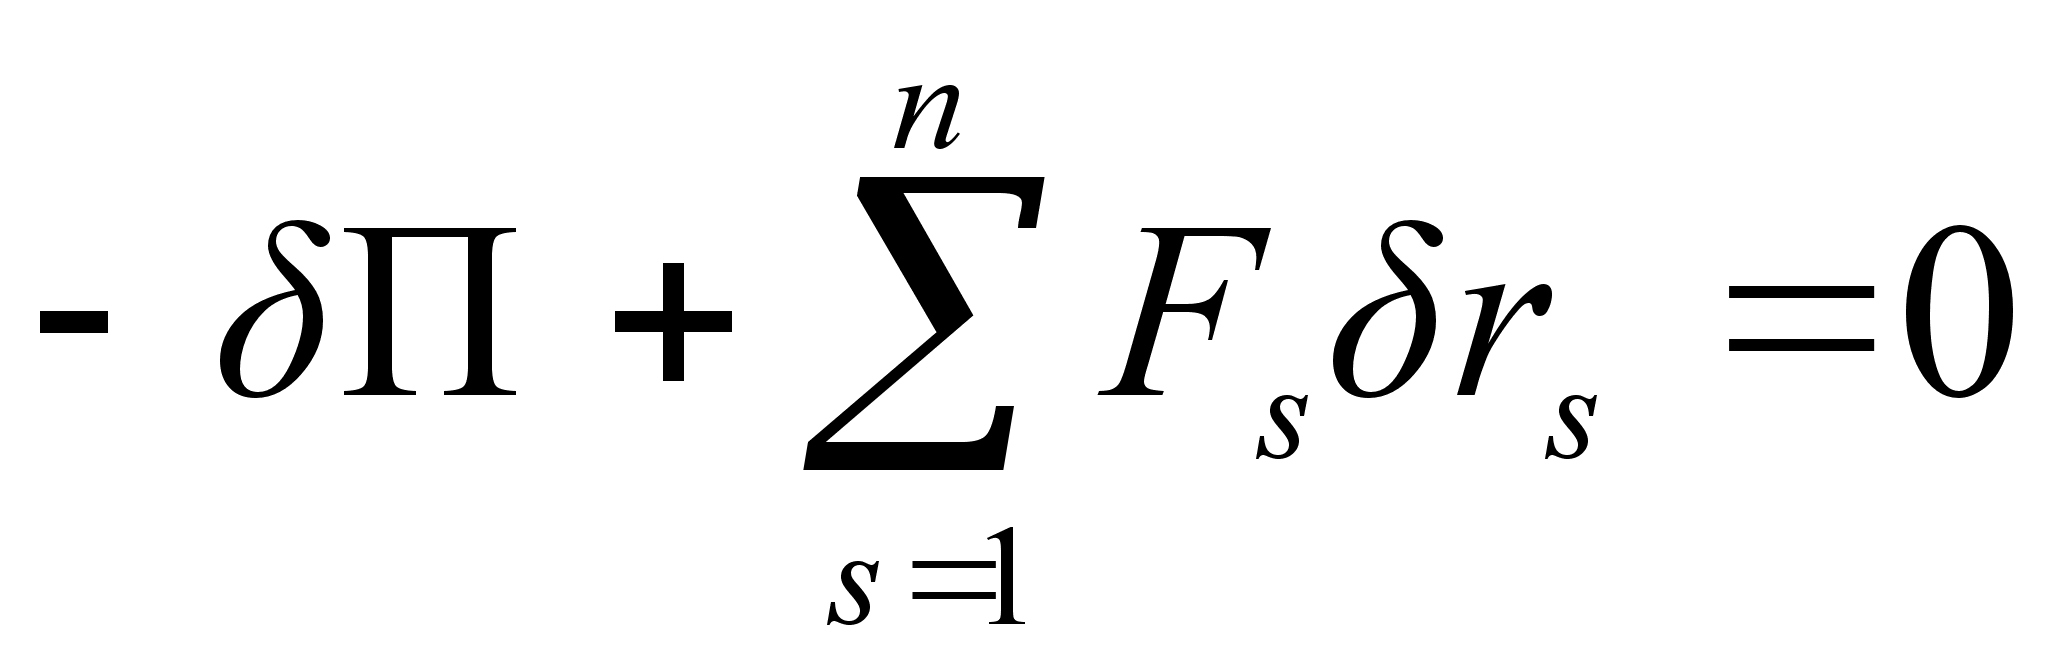 - δΠ + ∑_{s=1}^{n} F_s δr_s = 0